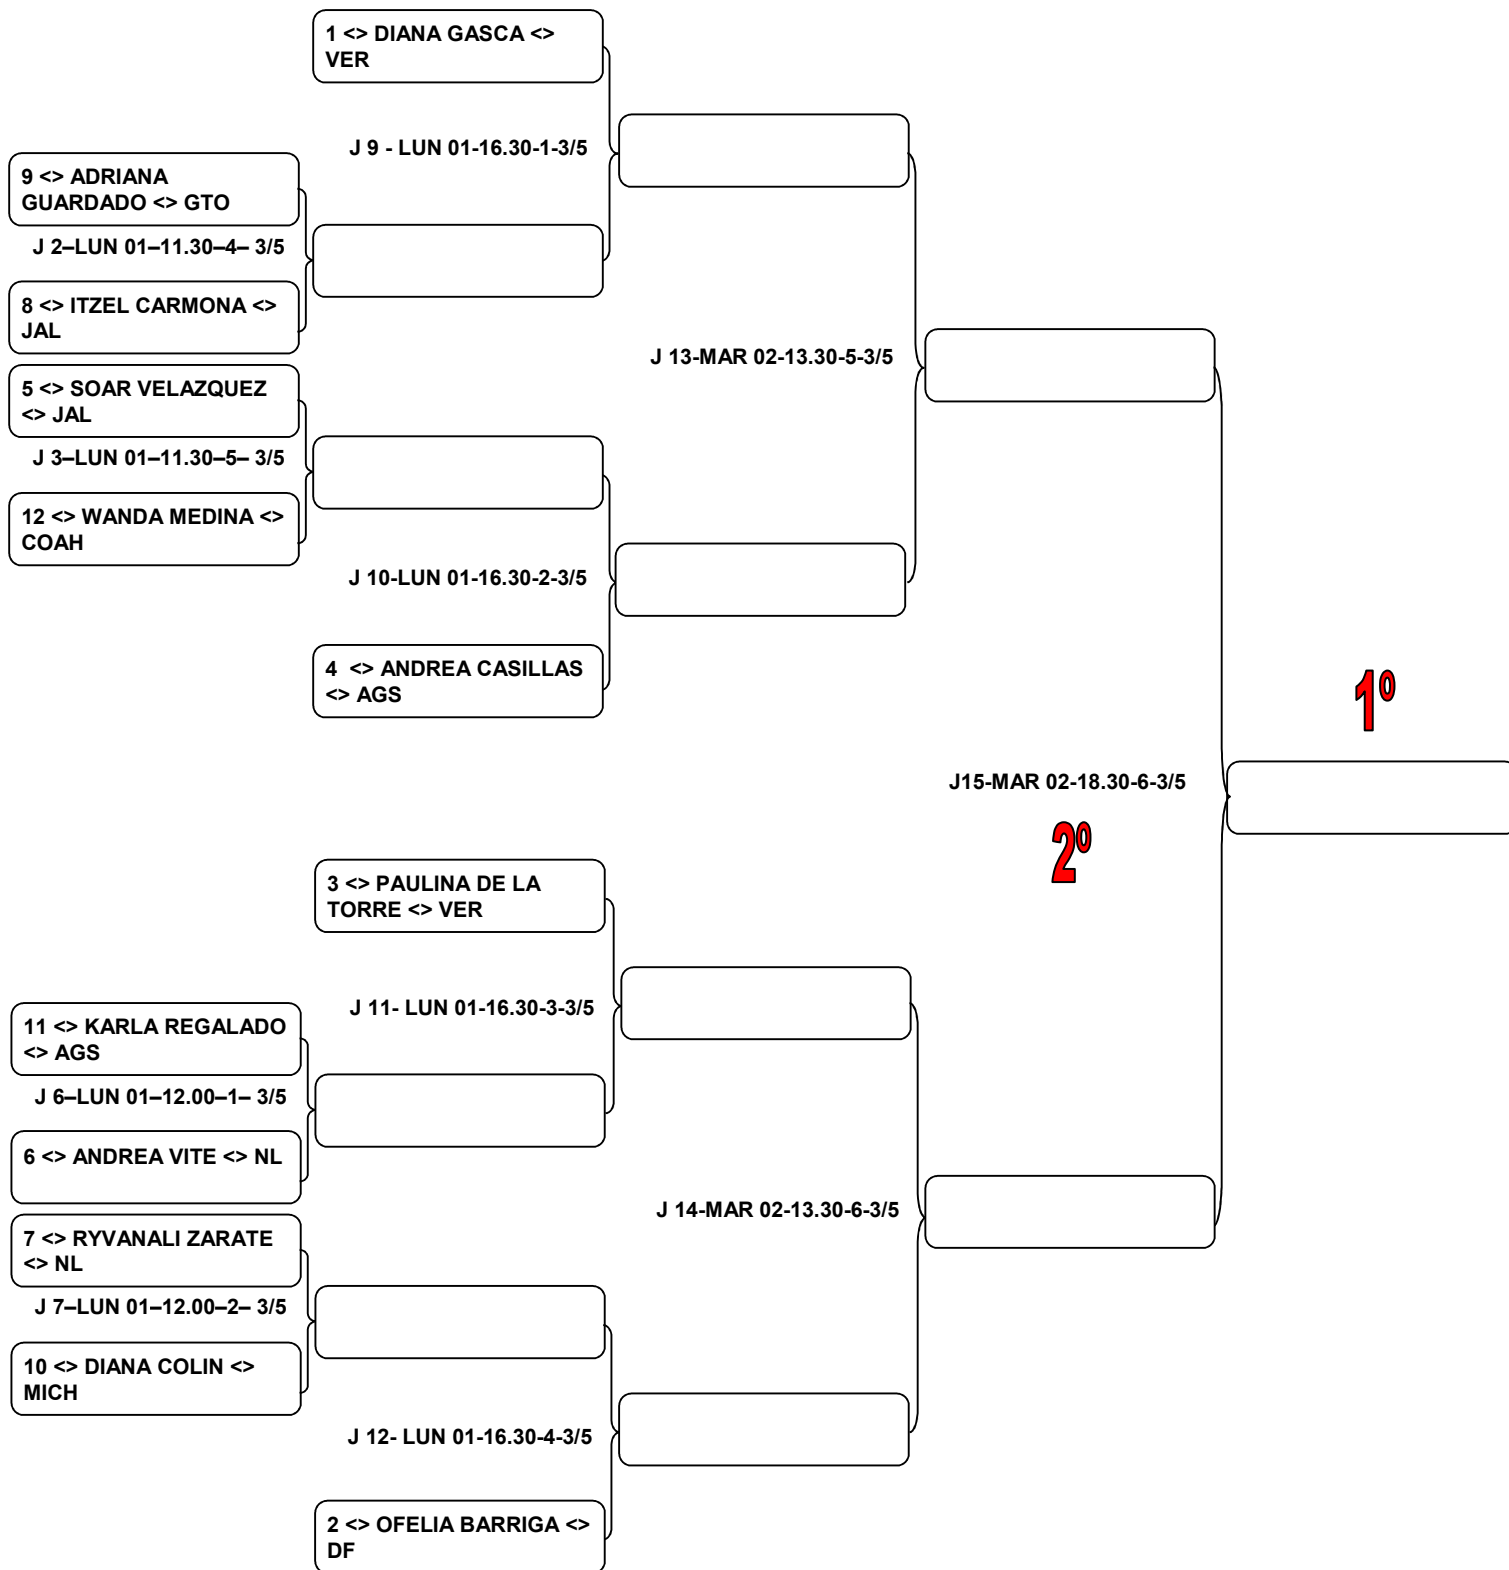 1 <> DIANA GASCA <>
VER
J 9 - LUN 01-16.30-1-3/5
9 <> ADRIANA
GUARDADO <> GTO
J 2–LUN 01–11.30–4– 3/5
8 <> ITZEL CARMONA <>
JAL
5 <> SOAR VELAZQUEZ
<> JAL
J 3–LUN 01–11.30–5– 3/5
12 <> WANDA MEDINA <>
COAH
J 13-MAR 02-13.30-5-3/5
J 10-LUN 01-16.30-2-3/5
4 <> ANDREA CASILLAS
<> AGS
1º
J15-MAR 02-18.30-6-3/5
2º
3 <> PAULINA DE LA
TORRE <> VER
J 11- LUN 01-16.30-3-3/5
11 <> KARLA REGALADO
<> AGS
J 6–LUN 01–12.00–1– 3/5
6 <> ANDREA VITE <> NL
7 <> RYVANALI ZARATE
<> NL
J 7–LUN 01–12.00–2– 3/5
10 <> DIANA COLIN <>
MICH
J 14-MAR 02-13.30-6-3/5
J 12- LUN 01-16.30-4-3/5
2 <> OFELIA BARRIGA <>
DF